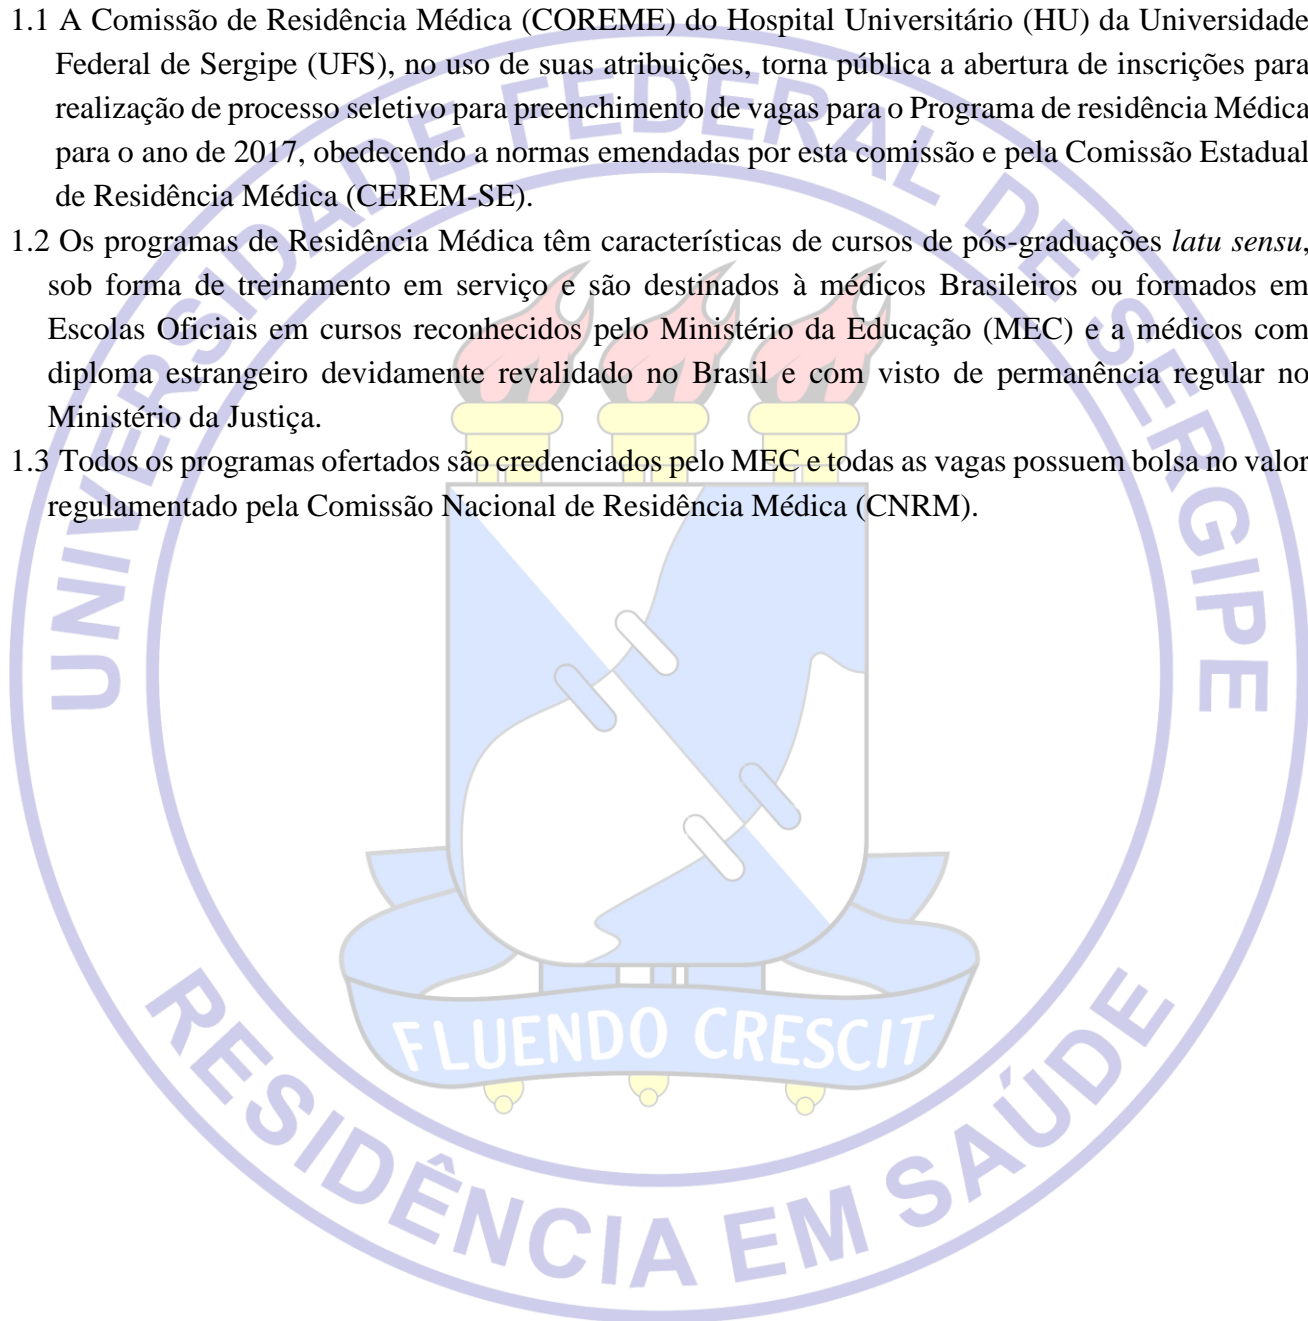 1.1 A Comissão de Residência Médica (COREME) do Hospital Universitário (HU) da Universidade
Federal de Sergipe (UFS), no uso de suas atribuições, torna pública a abertura de inscrições para
realização de processo seletivo para preenchimento de vagas para o Programa de residência Médica
para o ano de 2017, obedecendo a normas emendadas por esta comissão e pela Comissão Estadual
de Residência Médica (CEREM-SE).
1.2 Os programas de Residência Médica têm características de cursos de pós-graduações latu sensu,
sob forma de treinamento em serviço e são destinados à médicos Brasileiros ou formados em
Escolas Oficiais em cursos reconhecidos pelo Ministério da Educação (MEC) e a médicos com
diploma estrangeiro devidamente revalidado no Brasil e com visto de permanência regular no
Ministério da Justiça.
1.3 Todos os programas ofertados são credenciados pelo MEC e todas as vagas possuem bolsa no valor
regulamentado pela Comissão Nacional de Residência Médica (CNRM).
UNIVERSIDADE FEDERAL DE SERGIPE
FLUENDO CRESCIT
RESIDÊNCIA EM SAÚDE